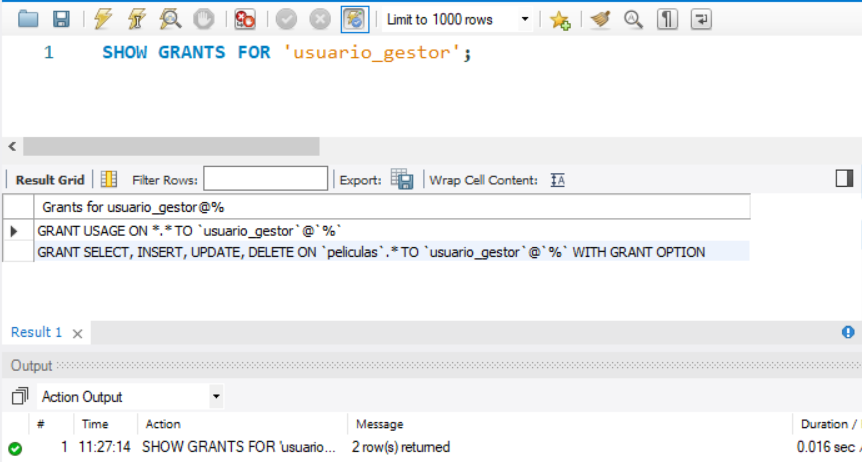 Limit to 1000 rows
1 SHOW GRANTS FOR 'usuario_gestor';
Result Grid Filter Rows: Export: Wrap Cell Content:
Grants for usuario_gestor@%
GRANT USAGE ON *.* TO `usuario_gestor`@`%`
GRANT SELECT, INSERT, UPDATE, DELETE ON `peliculas`.* TO `usuario_gestor`@`%` WITH GRANT OPTION
Result 1
Output
Action Output
# Time Action Message Duration /
1 11:27:14 SHOW GRANTS FOR 'usuario... 2 row(s) returned 0.016 sec /